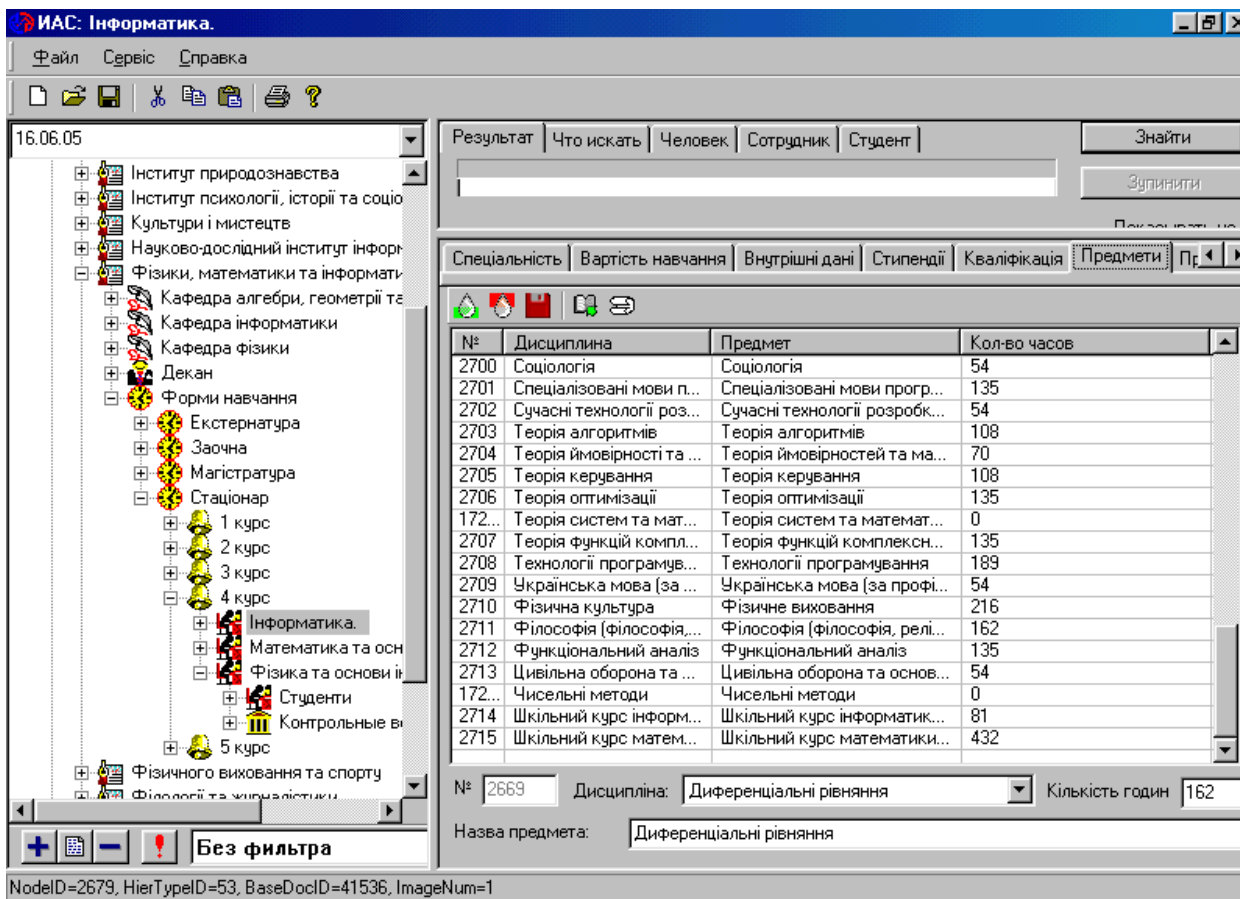 ИАС: Інформатика.
Файл Сервіс Справка
16.06.05
Інститут природознавства
Інститут психології, історії та соціо
Культури і мистецтв
Науково-дослідний інститут інформ
Фізики, математики та інформати
Кафедра алгебри, геометрії та
Кафедра інформатики
Кафедра фізики
Декан
Форми навчання
Екстернатура
Заочна
Магістратура
Стаціонар
1 курс
2 курс
3 курс
4 курс
Інформатика.
Математика та осн
Фізика та основи ін
Студенти
Контрольные в
5 курс
Фізичного виховання та спорту
Філології та журналістики
Без фильтра
Результат Что искать Человек Сотрудник Студент
Знайти
Зупинити
Показывать не
Спеціальність Вартість навчання Внутрішні дані Стипендії Кваліфікація Предмети Пр
№ Дисциплина Предмет Кол-во часов
2700 Соціологія Соціологія 54
2701 Спеціалізовані мови п... Спеціалізовані мови прогр... 135
2702 Сучасні технології роз... Сучасні технології розробк... 54
2703 Теорія алгоритмів Теорія алгоритмів 108
2704 Теорія ймовірності та ... Теорія ймовірностей та ма... 70
2705 Теорія керування Теорія керування 108
2706 Теорія оптимізації Теорія оптимізації 135
172... Теорія систем та мат... Теорія систем та математ... 0
2707 Теорія функцій компл... Теорія функцій комплексн... 135
2708 Технології програмув... Технології програмування 189
2709 Українська мова (за ... Українська мова (за профі... 54
2710 Фізична культура Фізичне виховання 216
2711 Філософія (філософія,... Філософія (філософія, релі... 162
2712 Функціональний аналіз Функціональний аналіз 135
2713 Цивільна оборона та ... Цивільна оборона та основ... 54
172... Чисельні методи Чисельні методи 0
2714 Шкільний курс інформ... Шкільний курс інформатик... 81
2715 Шкільний курс матем... Шкільний курс математики... 432
№ 2669 Дисципліна: Диференціальні рівняння Кількість годин 162
Назва предмета: Диференціальні рівняння
NodeID=2679, HierTypeID=53, BaseDocID=41536, ImageNum=1